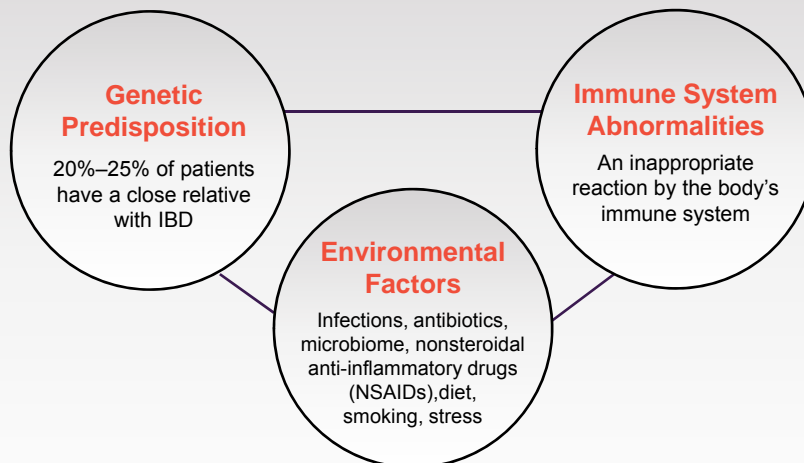 Genetic
Predisposition
20%–25% of patients
have a close relative
with IBD
Immune System
Abnormalities
An inappropriate
reaction by the body's
immune system
Environmental
Factors
Infections, antibiotics,
microbiome, nonsteroidal
anti-inflammatory drugs
(NSAIDs),diet,
smoking, stress